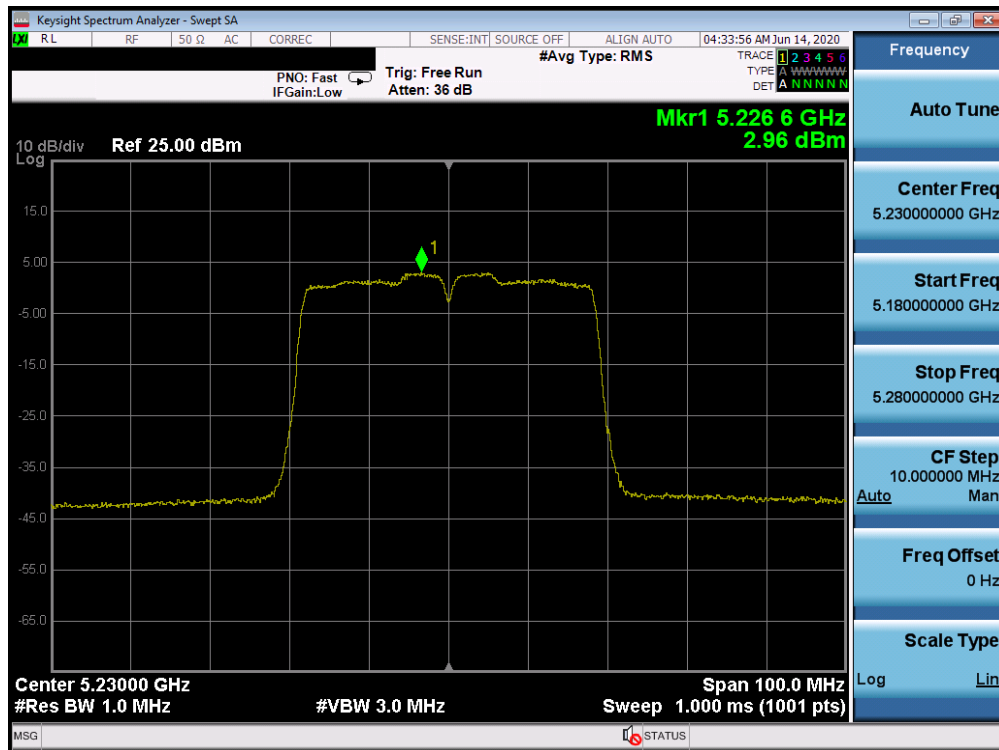 Keysight Spectrum Analyzer - Swept SA
LXI RL RF 50 Ω AC CORREC SENSE:INT SOURCE OFF ALIGN AUTO 04:33:56 AM Jun 14, 2020
#Avg Type: RMS
TRACE 1 2 3 4 5 6
PNO: Fast Trig: Free Run
TYPE A WWWWW
IFGain:Low Atten: 36 dB
DET A N N N N N
Mkr1 5.226 6 GHz
2.96 dBm
10 dB/div Ref 25.00 dBm
Log
15.0
1
5.00
-5.00
-15.0
-25.0
-35.0
-45.0
-55.0
-65.0
Center 5.23000 GHz Span 100.0 MHz
#Res BW 1.0 MHz #VBW 3.0 MHz Sweep 1.000 ms (1001 pts)
MSG STATUS
Frequency
Auto Tune
Center Freq
5.230000000 GHz
Start Freq
5.180000000 GHz
Stop Freq
5.280000000 GHz
CF Step
10.000000 MHz
Auto Man
Freq Offset
0 Hz
Scale Type
Log Lin